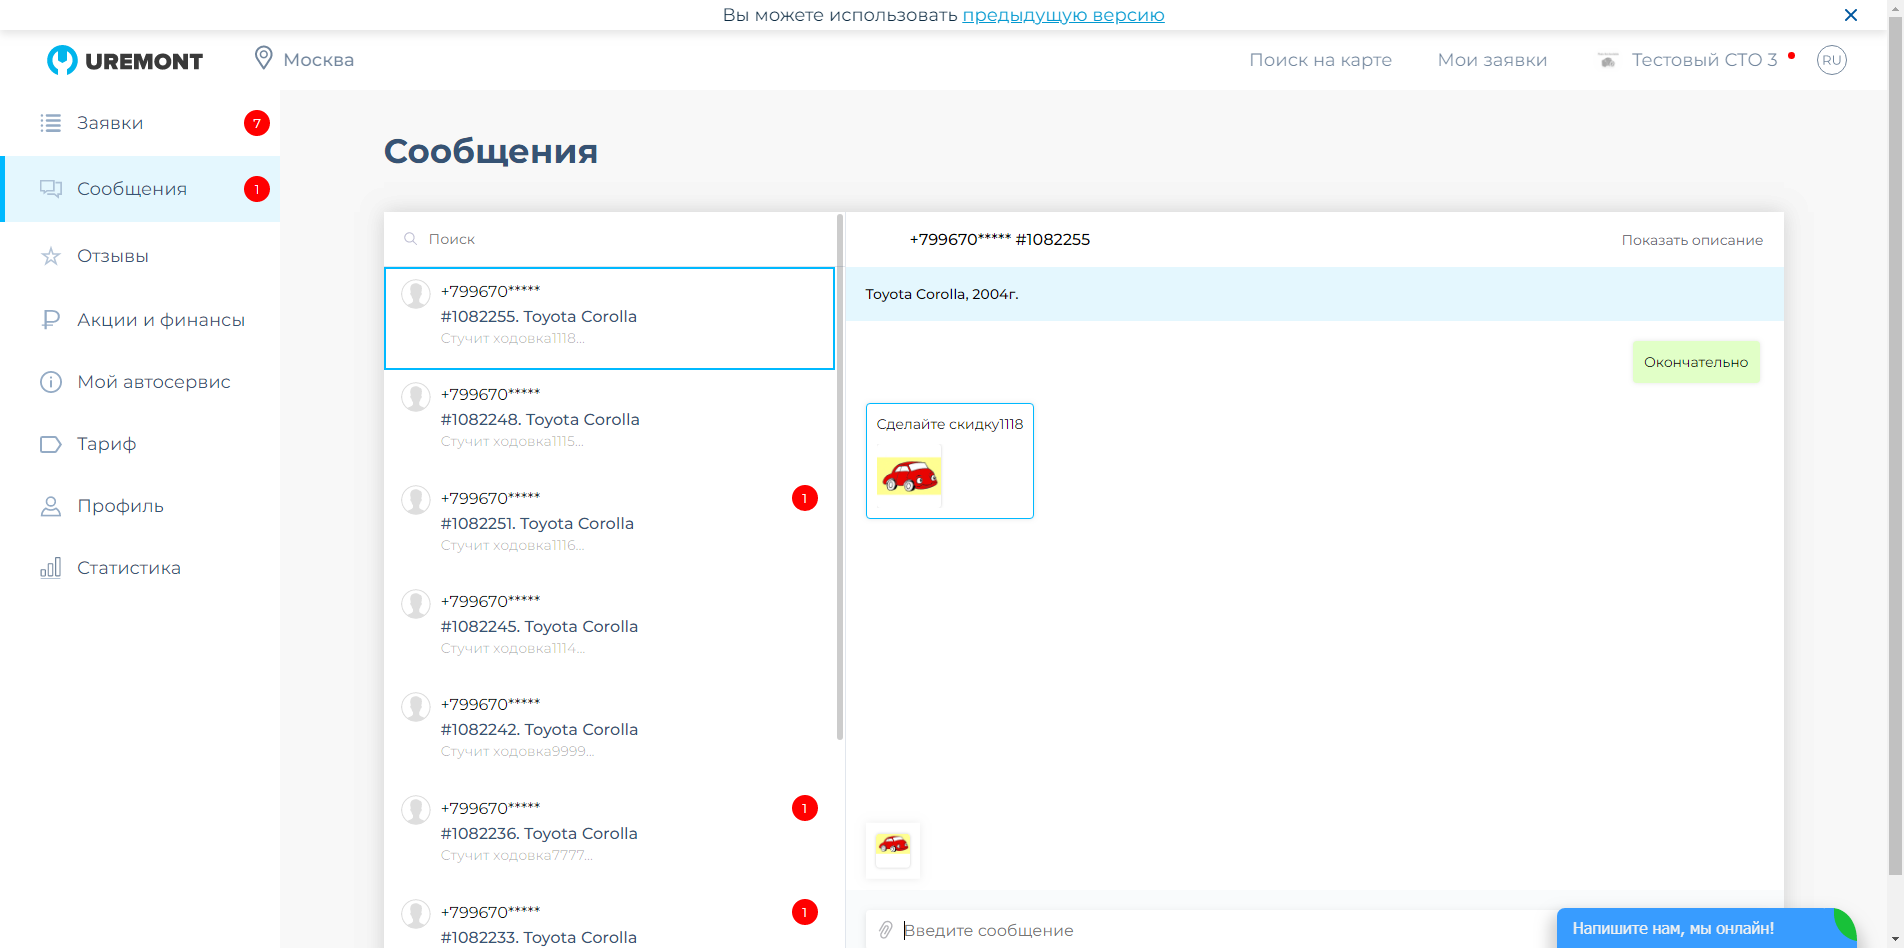 Вы можете использовать предыдущую версию
UREMONT
Москва
Поиск на карте
Мои заявки
Тестовый СТО 3
RU
Заявки
7
Сообщения
1
Отзывы
Акции и финансы
Мой автосервис
Тариф
Профиль
Статистика
Сообщения
Поиск
+799670*****
#1082255. Toyota Corolla
Стучит ходовка1118...
+799670*****
#1082248. Toyota Corolla
Стучит ходовка1115...
+799670*****
1
#1082251. Toyota Corolla
Стучит ходовка1116...
+799670*****
#1082245. Toyota Corolla
Стучит ходовка1114...
+799670*****
#1082242. Toyota Corolla
Стучит ходовка9999...
+799670*****
1
#1082236. Toyota Corolla
Стучит ходовка7777...
+799670*****
1
#1082233. Toyota Corolla
+799670***** #1082255
Показать описание
Toyota Corolla, 2004г.
Окончательно
Сделайте скидку1118
Введите сообщение
Напишите нам, мы онлайн!